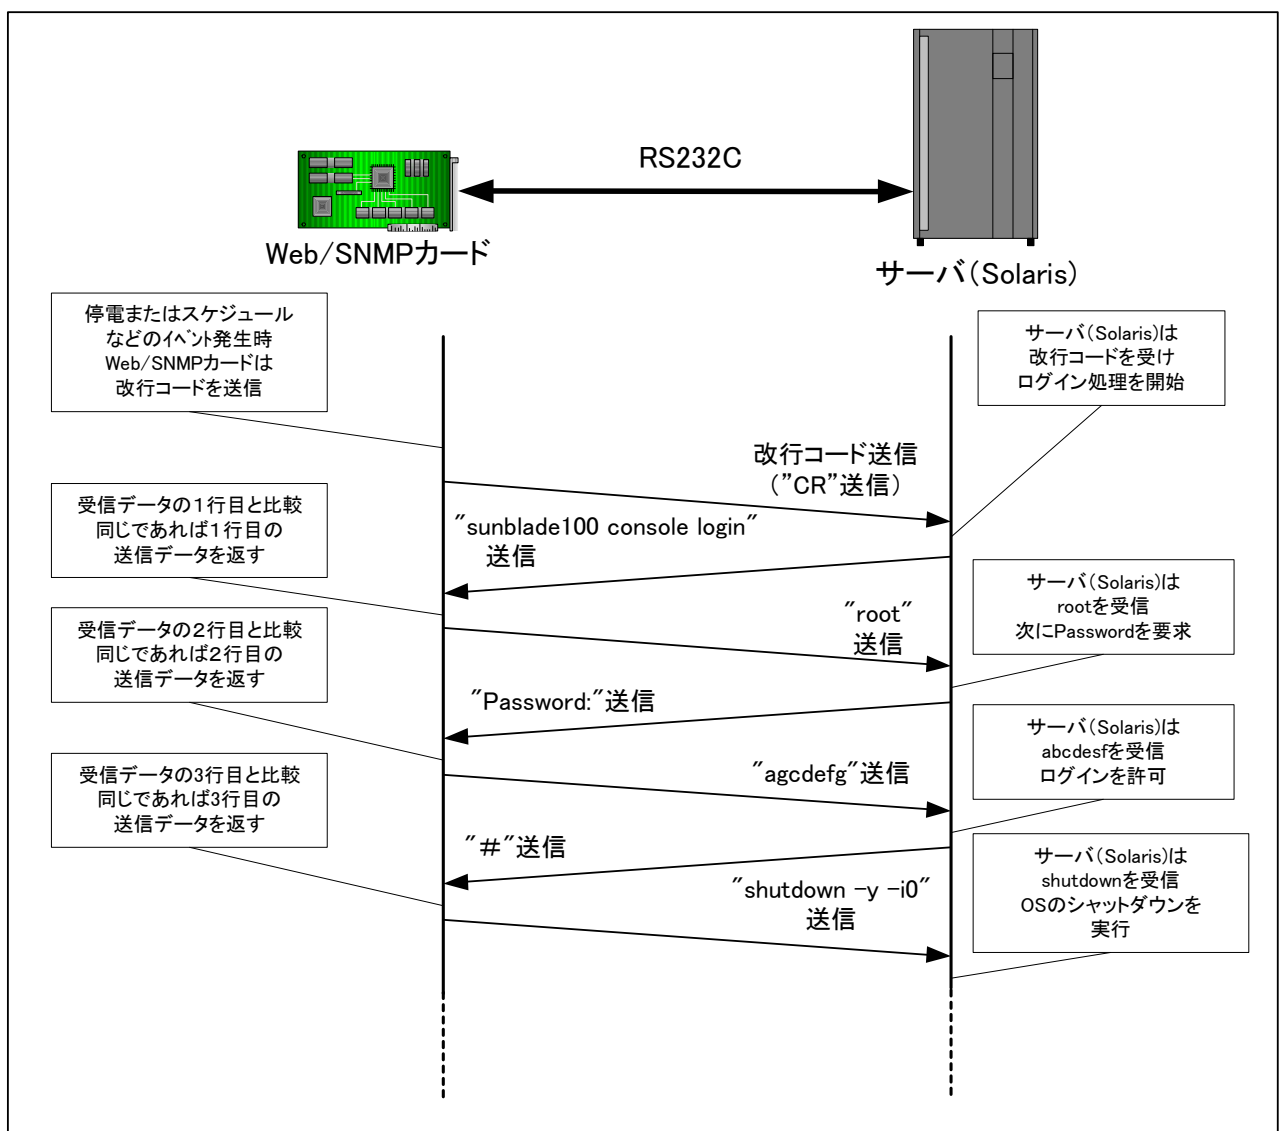 RS232C
Web/SNMPカード
サーバ(Solaris)
停電またはスケジュール
などのイベント発生時
Web/SNMPカードは
改行コードを送信
サーバ(Solaris)は
改行コードを受け
ログイン処理を開始
改行コード送信
("CR"送信)
受信データの1行目と比較
同じであれば1行目の
送信データを返す
"sunblade100 console login"
送信
サーバ(Solaris)は
rootを受信
次にPasswordを要求
"root"
送信
受信データの2行目と比較
同じであれば2行目の
送信データを返す
"Password:"送信
サーバ(Solaris)は
abcdesfを受信
ログインを許可
受信データの3行目と比較
同じであれば3行目の
送信データを返す
"agcdefg"送信
"#"送信
サーバ(Solaris)は
shutdownを受信
OSのシャットダウンを
実行
"shutdown -y -i0"
送信